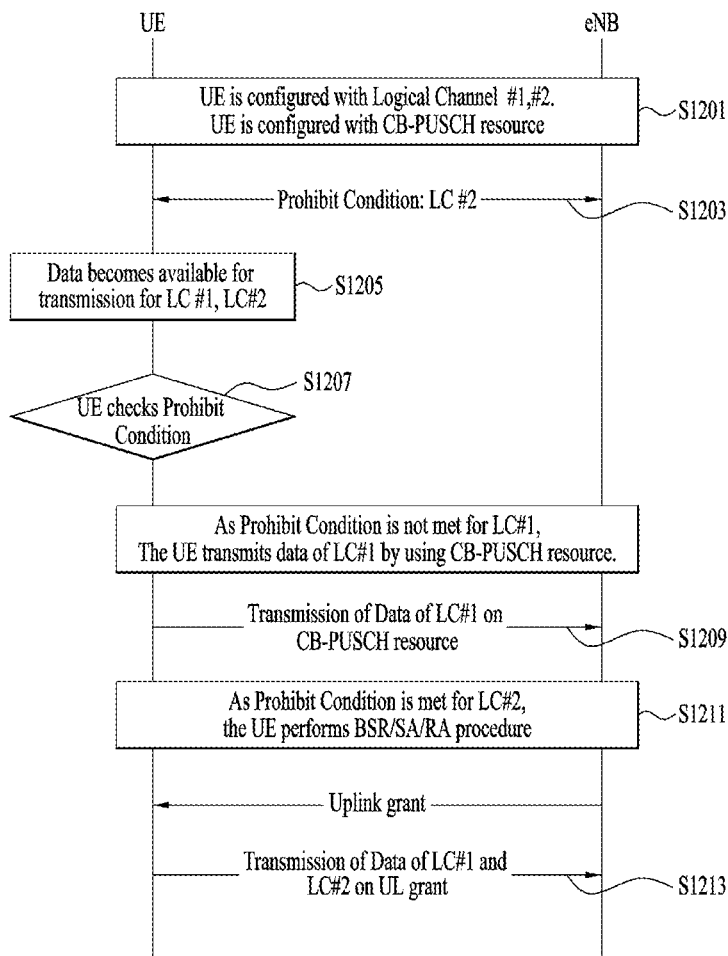 UE
eNB
UE is configured with Logical Channel #1,#2.
UE is configured with CB-PUSCH resource
S1201
Prohibit Condition: LC #2
S1203
Data becomes available for
transmission for LC #1, LC#2
S1205
S1207
UE checks Prohibit
Condition
As Prohibit Condition is not met for LC#1,
The UE transmits data of LC#1 by using CB-PUSCH resource.
Transmission of Data of LC#1 on
CB-PUSCH resource
S1209
As Prohibit Condition is met for LC#2,
the UE performs BSR/SA/RA procedure
S1211
Uplink grant
Transmission of Data of LC#1 and
LC#2 on UL grant
S1213